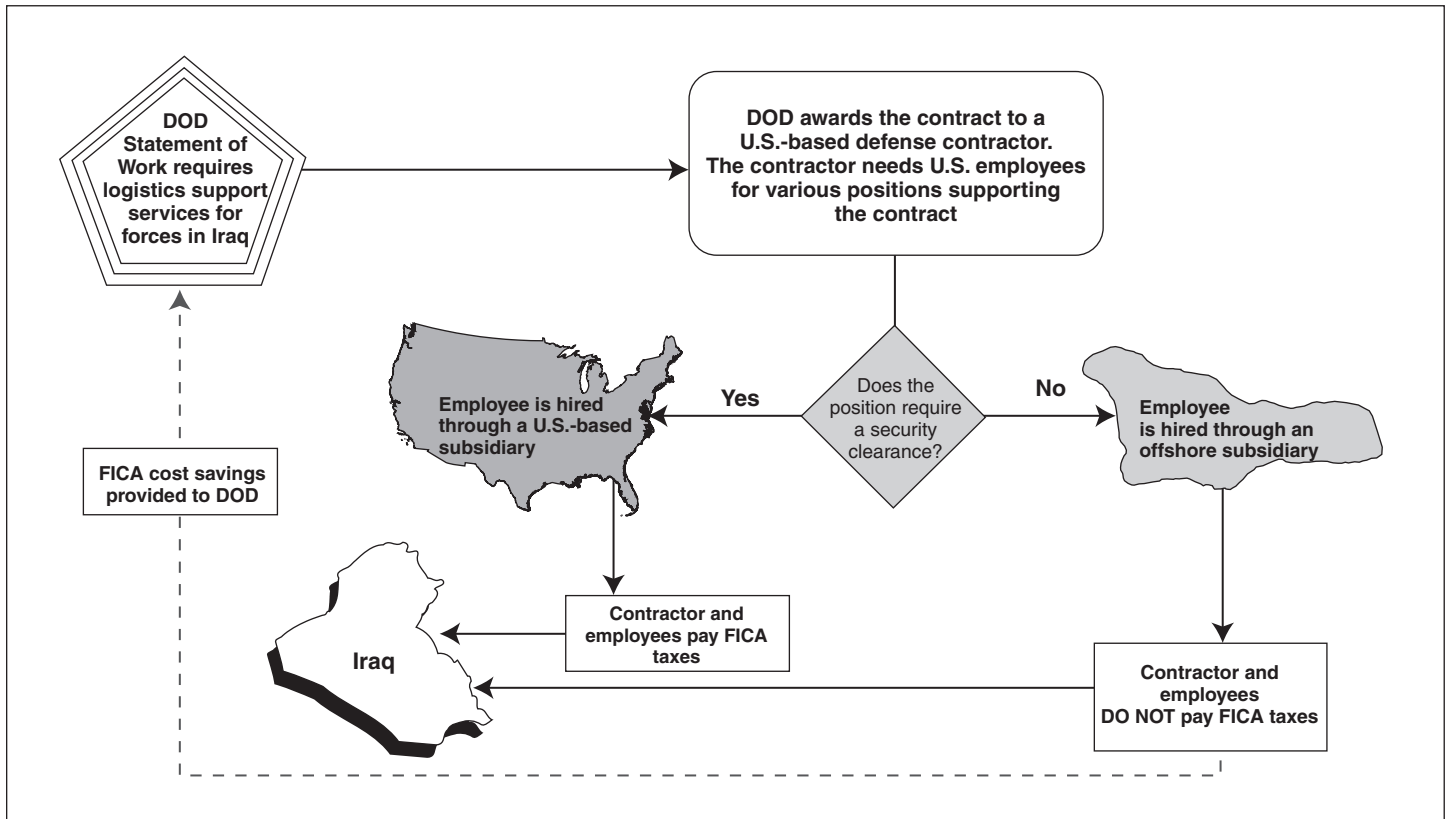 DOD
Statement of
Work requires
logistics support
services for
forces in Iraq
DOD awards the contract to a
U.S.-based defense contractor.
The contractor needs U.S. employees
for various positions supporting
the contract
Does the
position require
a security
clearance?
Yes
No
Employee is hired
through a U.S.-based
subsidiary
Employee
is hired through an
offshore subsidiary
FICA cost savings
provided to DOD
Contractor and
employees pay FICA
taxes
Iraq
Contractor and
employees
DO NOT pay FICA taxes